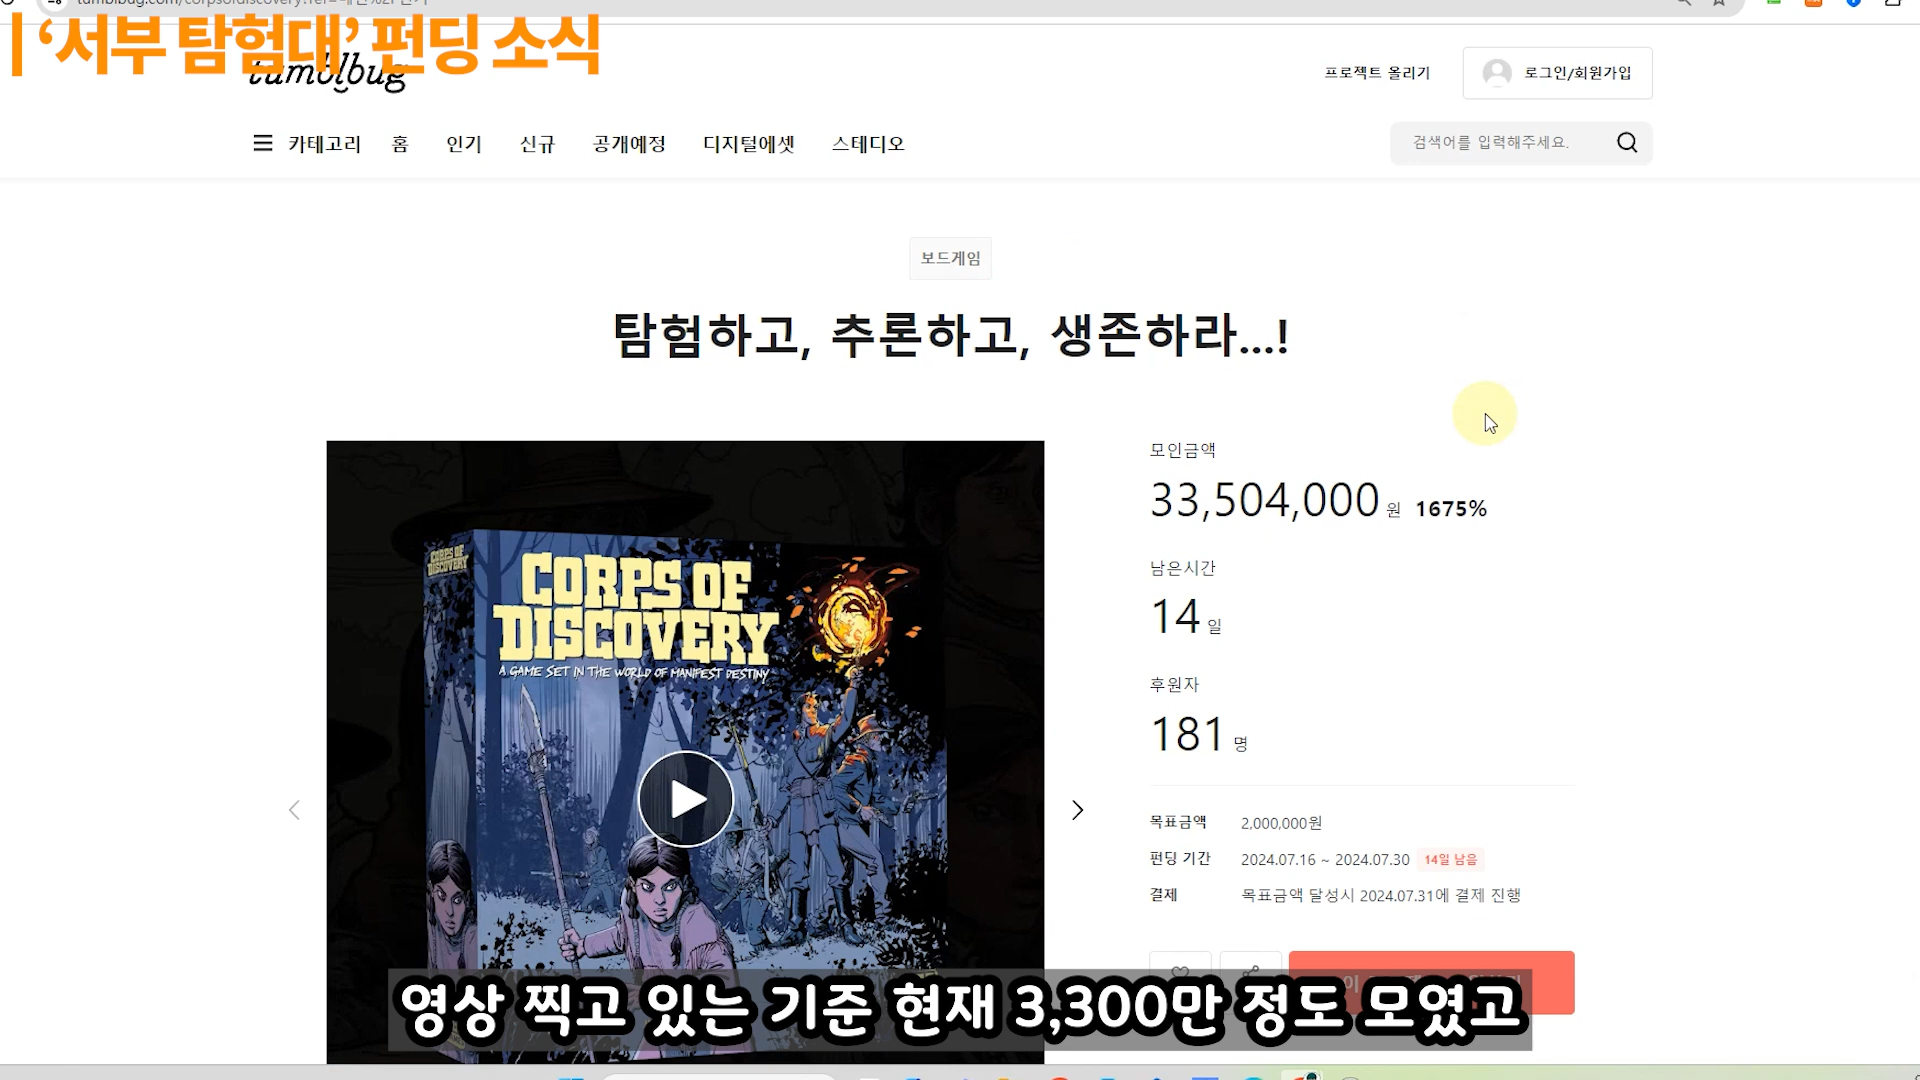 '서부 탐험대' 펀딩 소식
tumblbug
프로젝트 올리기
로그인/회원가입
카테고리 홈 인기 신규 공개예정 디지털에셋 스테디오
검색어를 입력해주세요.
보드게임
탐험하고, 추론하고, 생존하라...!
모인금액
33,504,000 원 1675%
남은시간
14 일
후원자
181 명
목표금액 2,000,000원
펀딩 기간 2024.07.16 ~ 2024.07.30 14일 남음
결제 목표금액 달성시 2024.07.31에 결제 진행
CORPS OF
DISCOVERY
CORPS OF
DISCOVERY
A GAME SET IN THE WORLD OF MANIFEST DESTINY
영상 찍고 있는 기준 현재 3,300만 정도 모였고